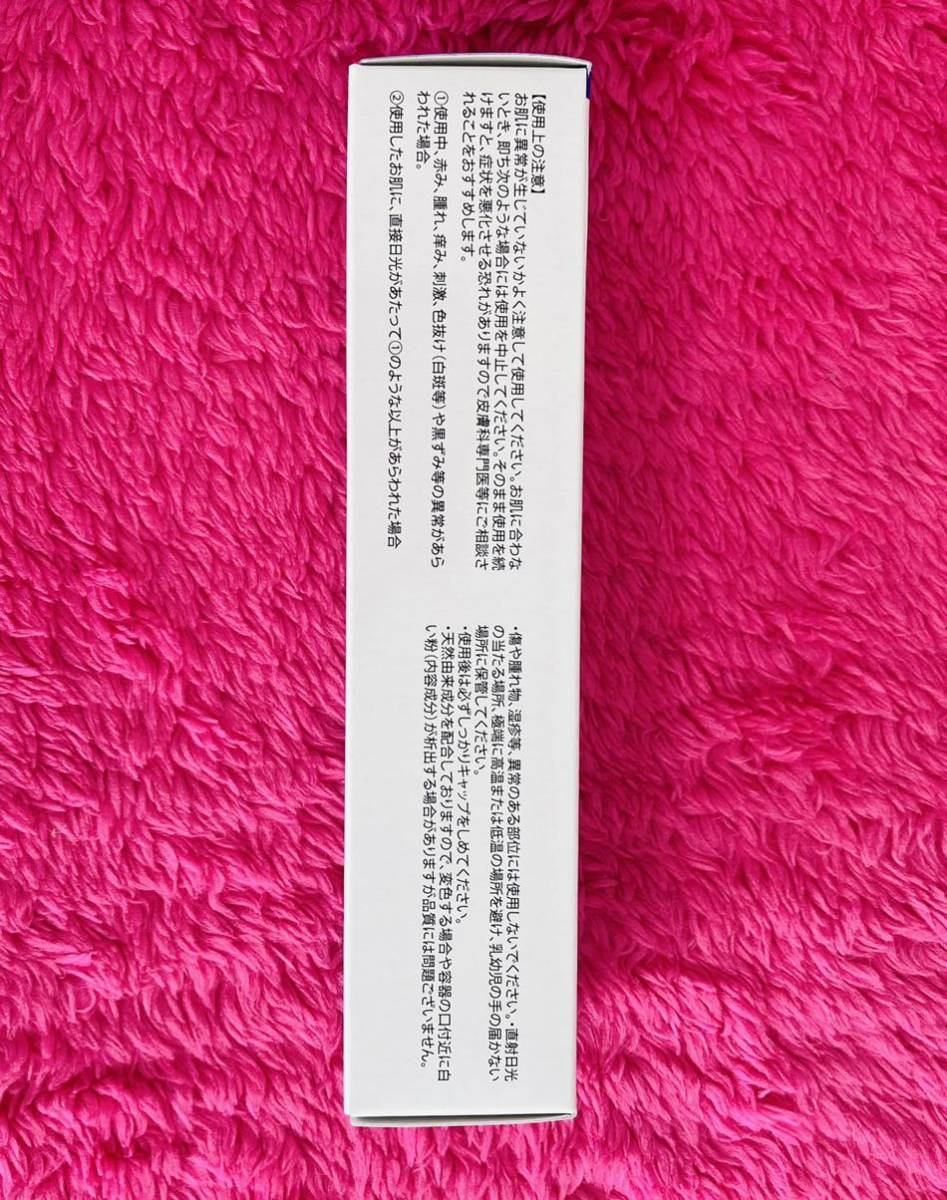 【使用上の注意】
お肌に異常が生じていないかよく注意して使用してください。お肌に合わな
いとき、即ち次のような場合には使用を中止してください。そのまま使用を続
けますと、症状を悪化させる恐れがありますので皮膚科専門医等にご相談さ
れることをおすすめします。
①使用中、赤み、腫れ、痒み、刺激、色抜け(白斑等)や黒ずみ等の異常があら
われた場合。
②使用したお肌に、直接日光があたって①のような以上があらわれた場合
・傷や腫れ物、湿疹等、異常のある部位には使用しないでください。・直射日光
の当たる場所、極端に高温または低温の場所を避け、乳幼児の手の届かない
場所に保管してください。
・使用後は必ずしっかりキャップをしめてください。
・天然由来成分を配合しておりますので、変色する場合や容器の口付近に白
い粉(内容成分)が析出する場合がありますが品質には問題ございません。